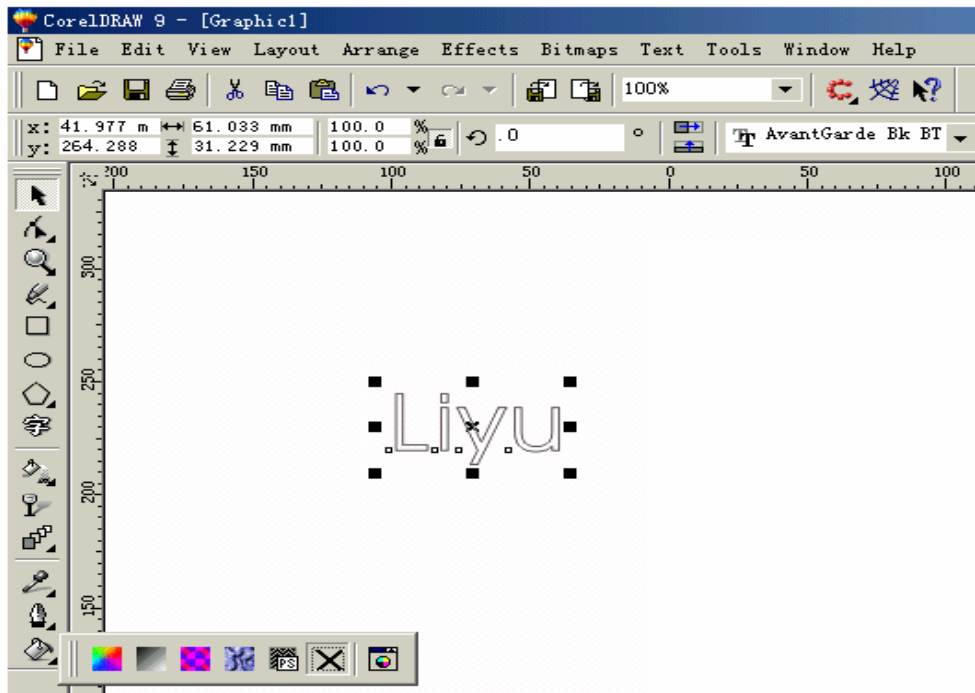 CorelDRAW 9 - [Graphic1]
File Edit View Layout Arrange Effects Bitmaps Text Tools Window Help
100%
x: 41.977 m 61.033 mm 100.0 % .0 ° AvantGarde Bk BT
y: 264.288 31.229 mm 100.0 %
200 150 100 50 0 50 100
300
250
Liyu
字
200
150
PS